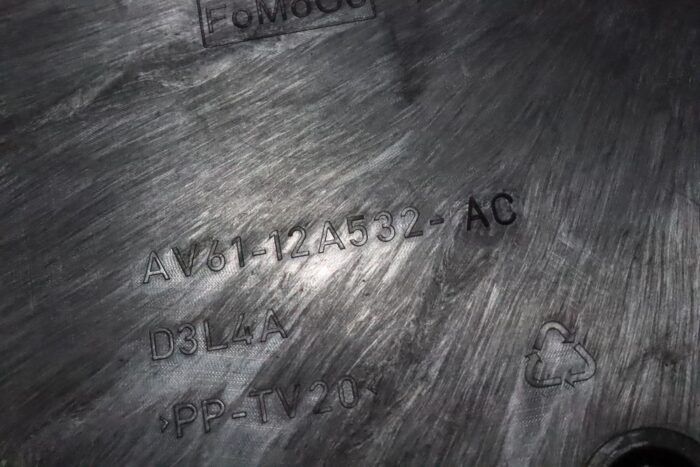 FoMoCo
AV61-12A532-AC
D3L4A
>PP-TV20<